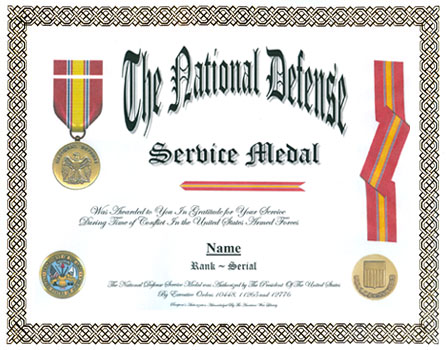 The National Defense
Service Medal
Was Awarded to You In Gratitude for Your Service
During Time of Conflict In the United States Armed Forces
Name
Rank ~ Serial
The National Defense Service Medal was Authorized by The President Of The United States
By Executive Orders, 10448, 11265 and 12776